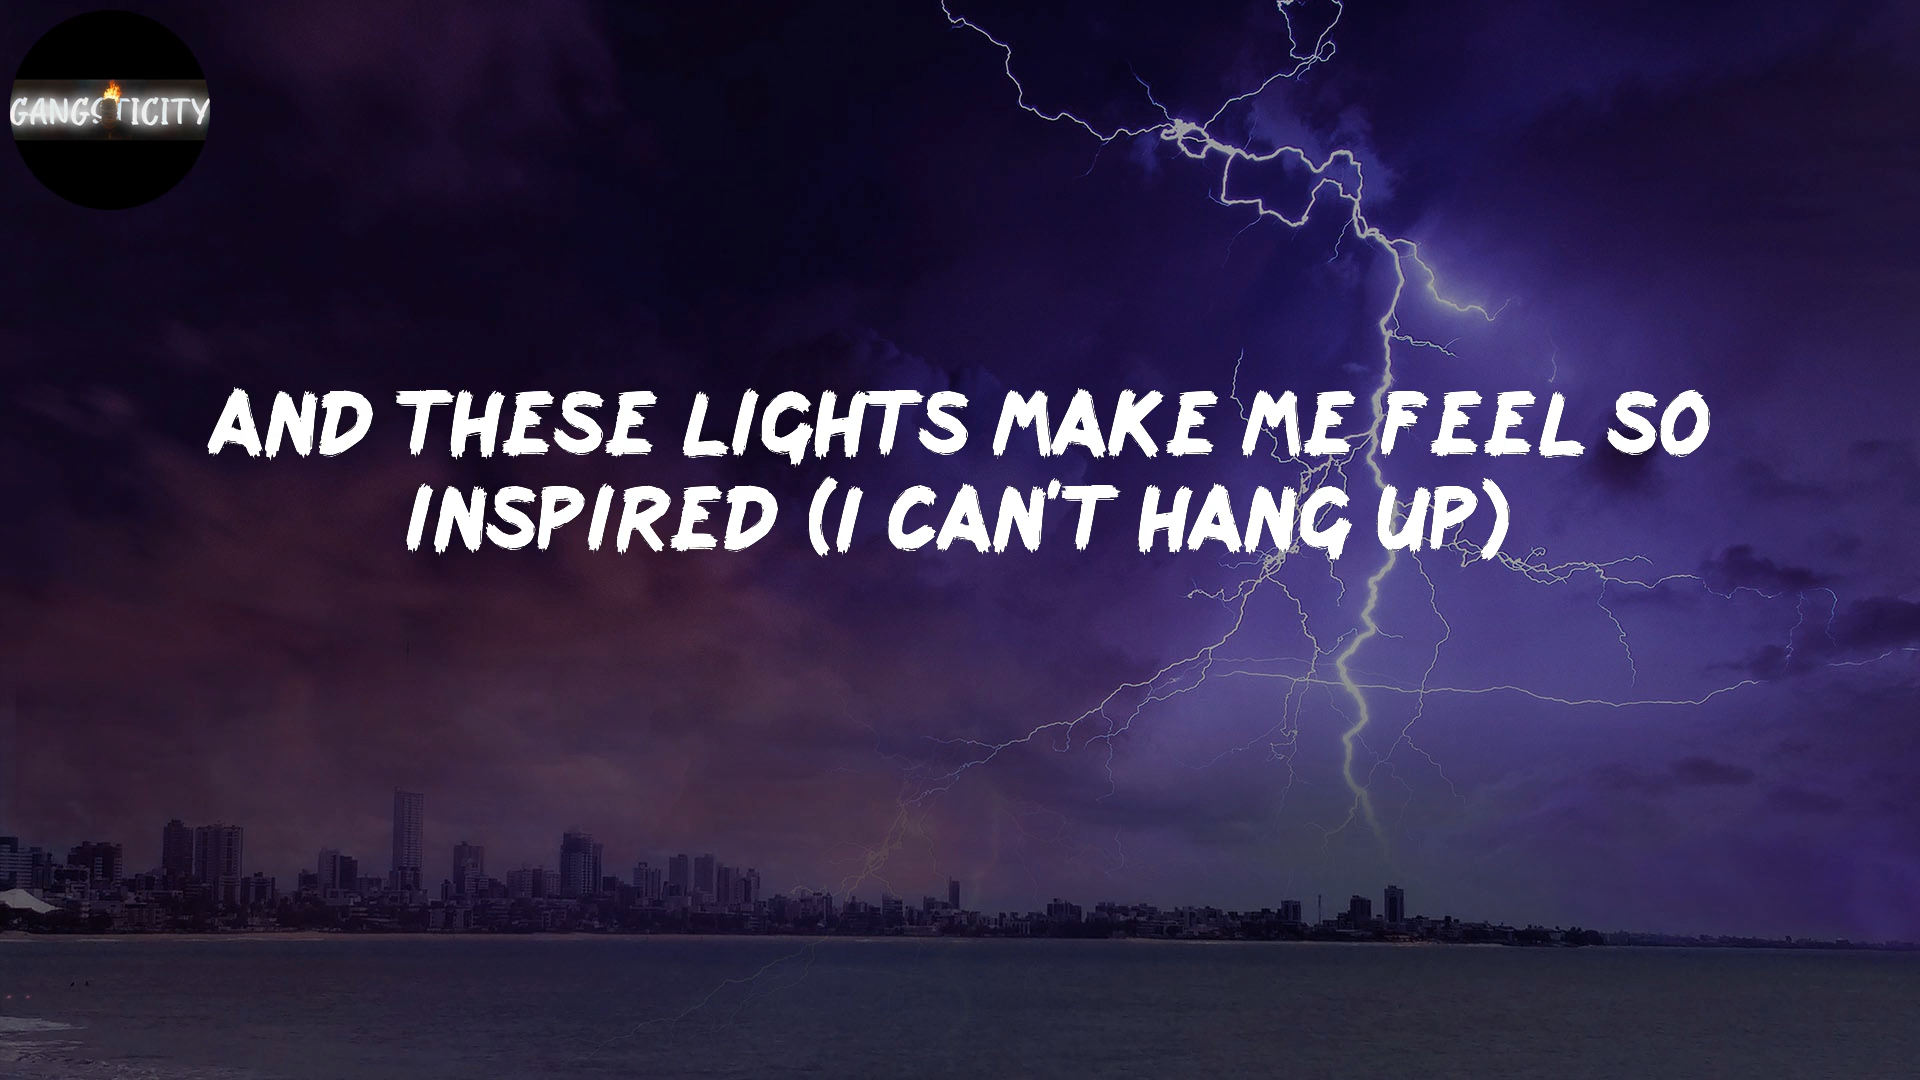 GANGSTICITY
AND THESE LIGHTS MAKE ME FEEL SO
INSPIRED (I CAN'T HANG UP)